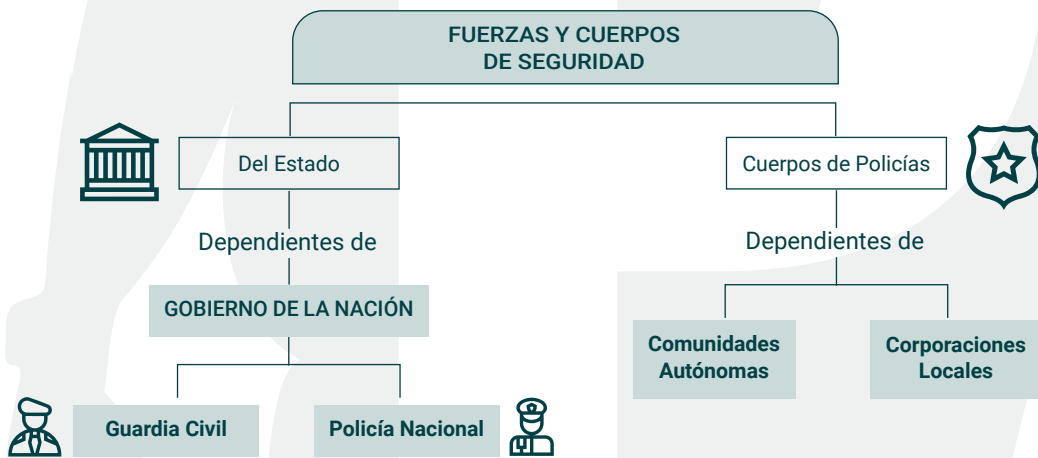 FUERZAS Y CUERPOS
DE SEGURIDAD
Del Estado
Cuerpos de Policías
Dependientes de
Dependientes de
GOBIERNO DE LA NACIÓN
Comunidades
Autónomas
Corporaciones
Locales
Guardia Civil
Policía Nacional